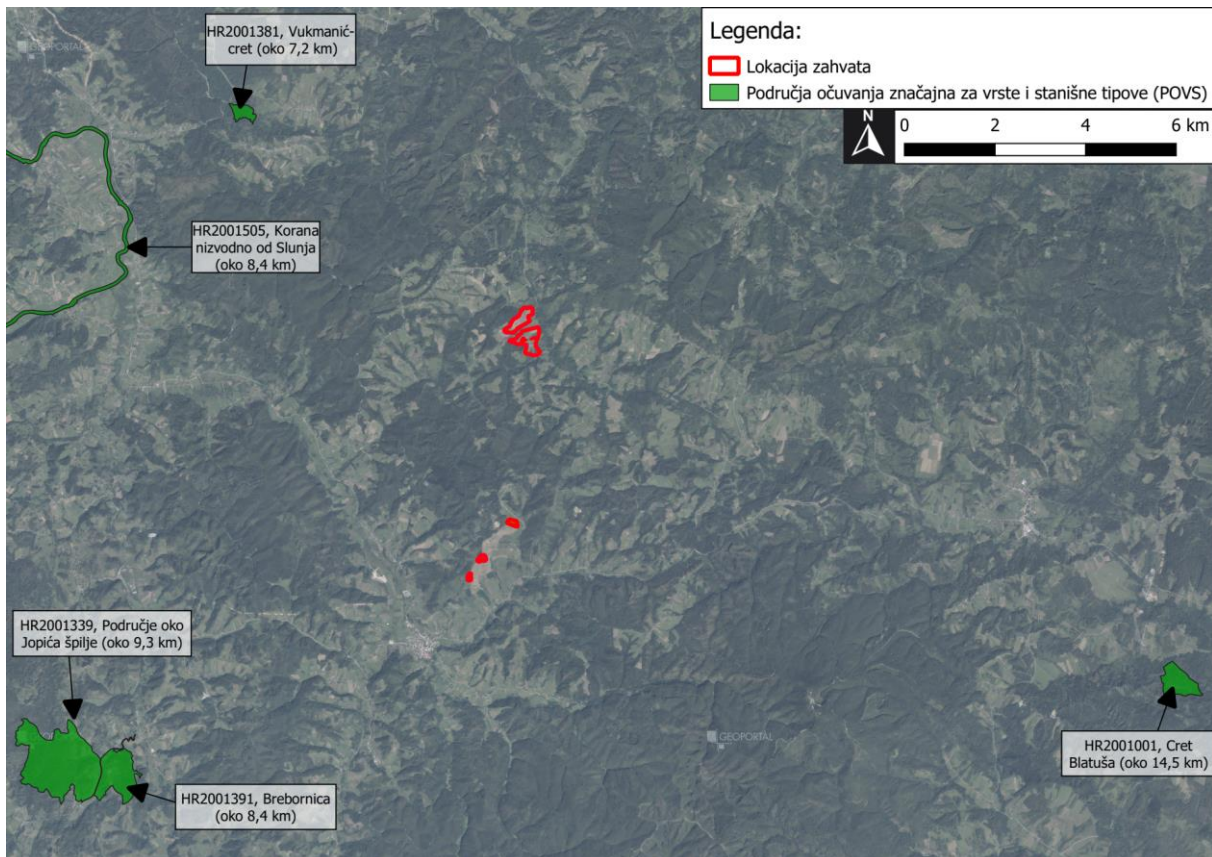 HR2001381, Vukmanić-
cret (oko 7,2 km)
GEOPORTAL
Legenda:
Lokacija zahvata
Područja očuvanja značajna za vrste i stanišne tipove (POVS)
N
0 2 4 6 km
HR2001505, Korana
nizvodno od Slunja
(oko 8,4 km)
HR2001339, Područje oko
Jopića špilje (oko 9,3 km)
GEOPORTAL
HR2001001, Cret
Blatuša (oko 14,5 km)
HR2001391, Brebornica
(oko 8,4 km)